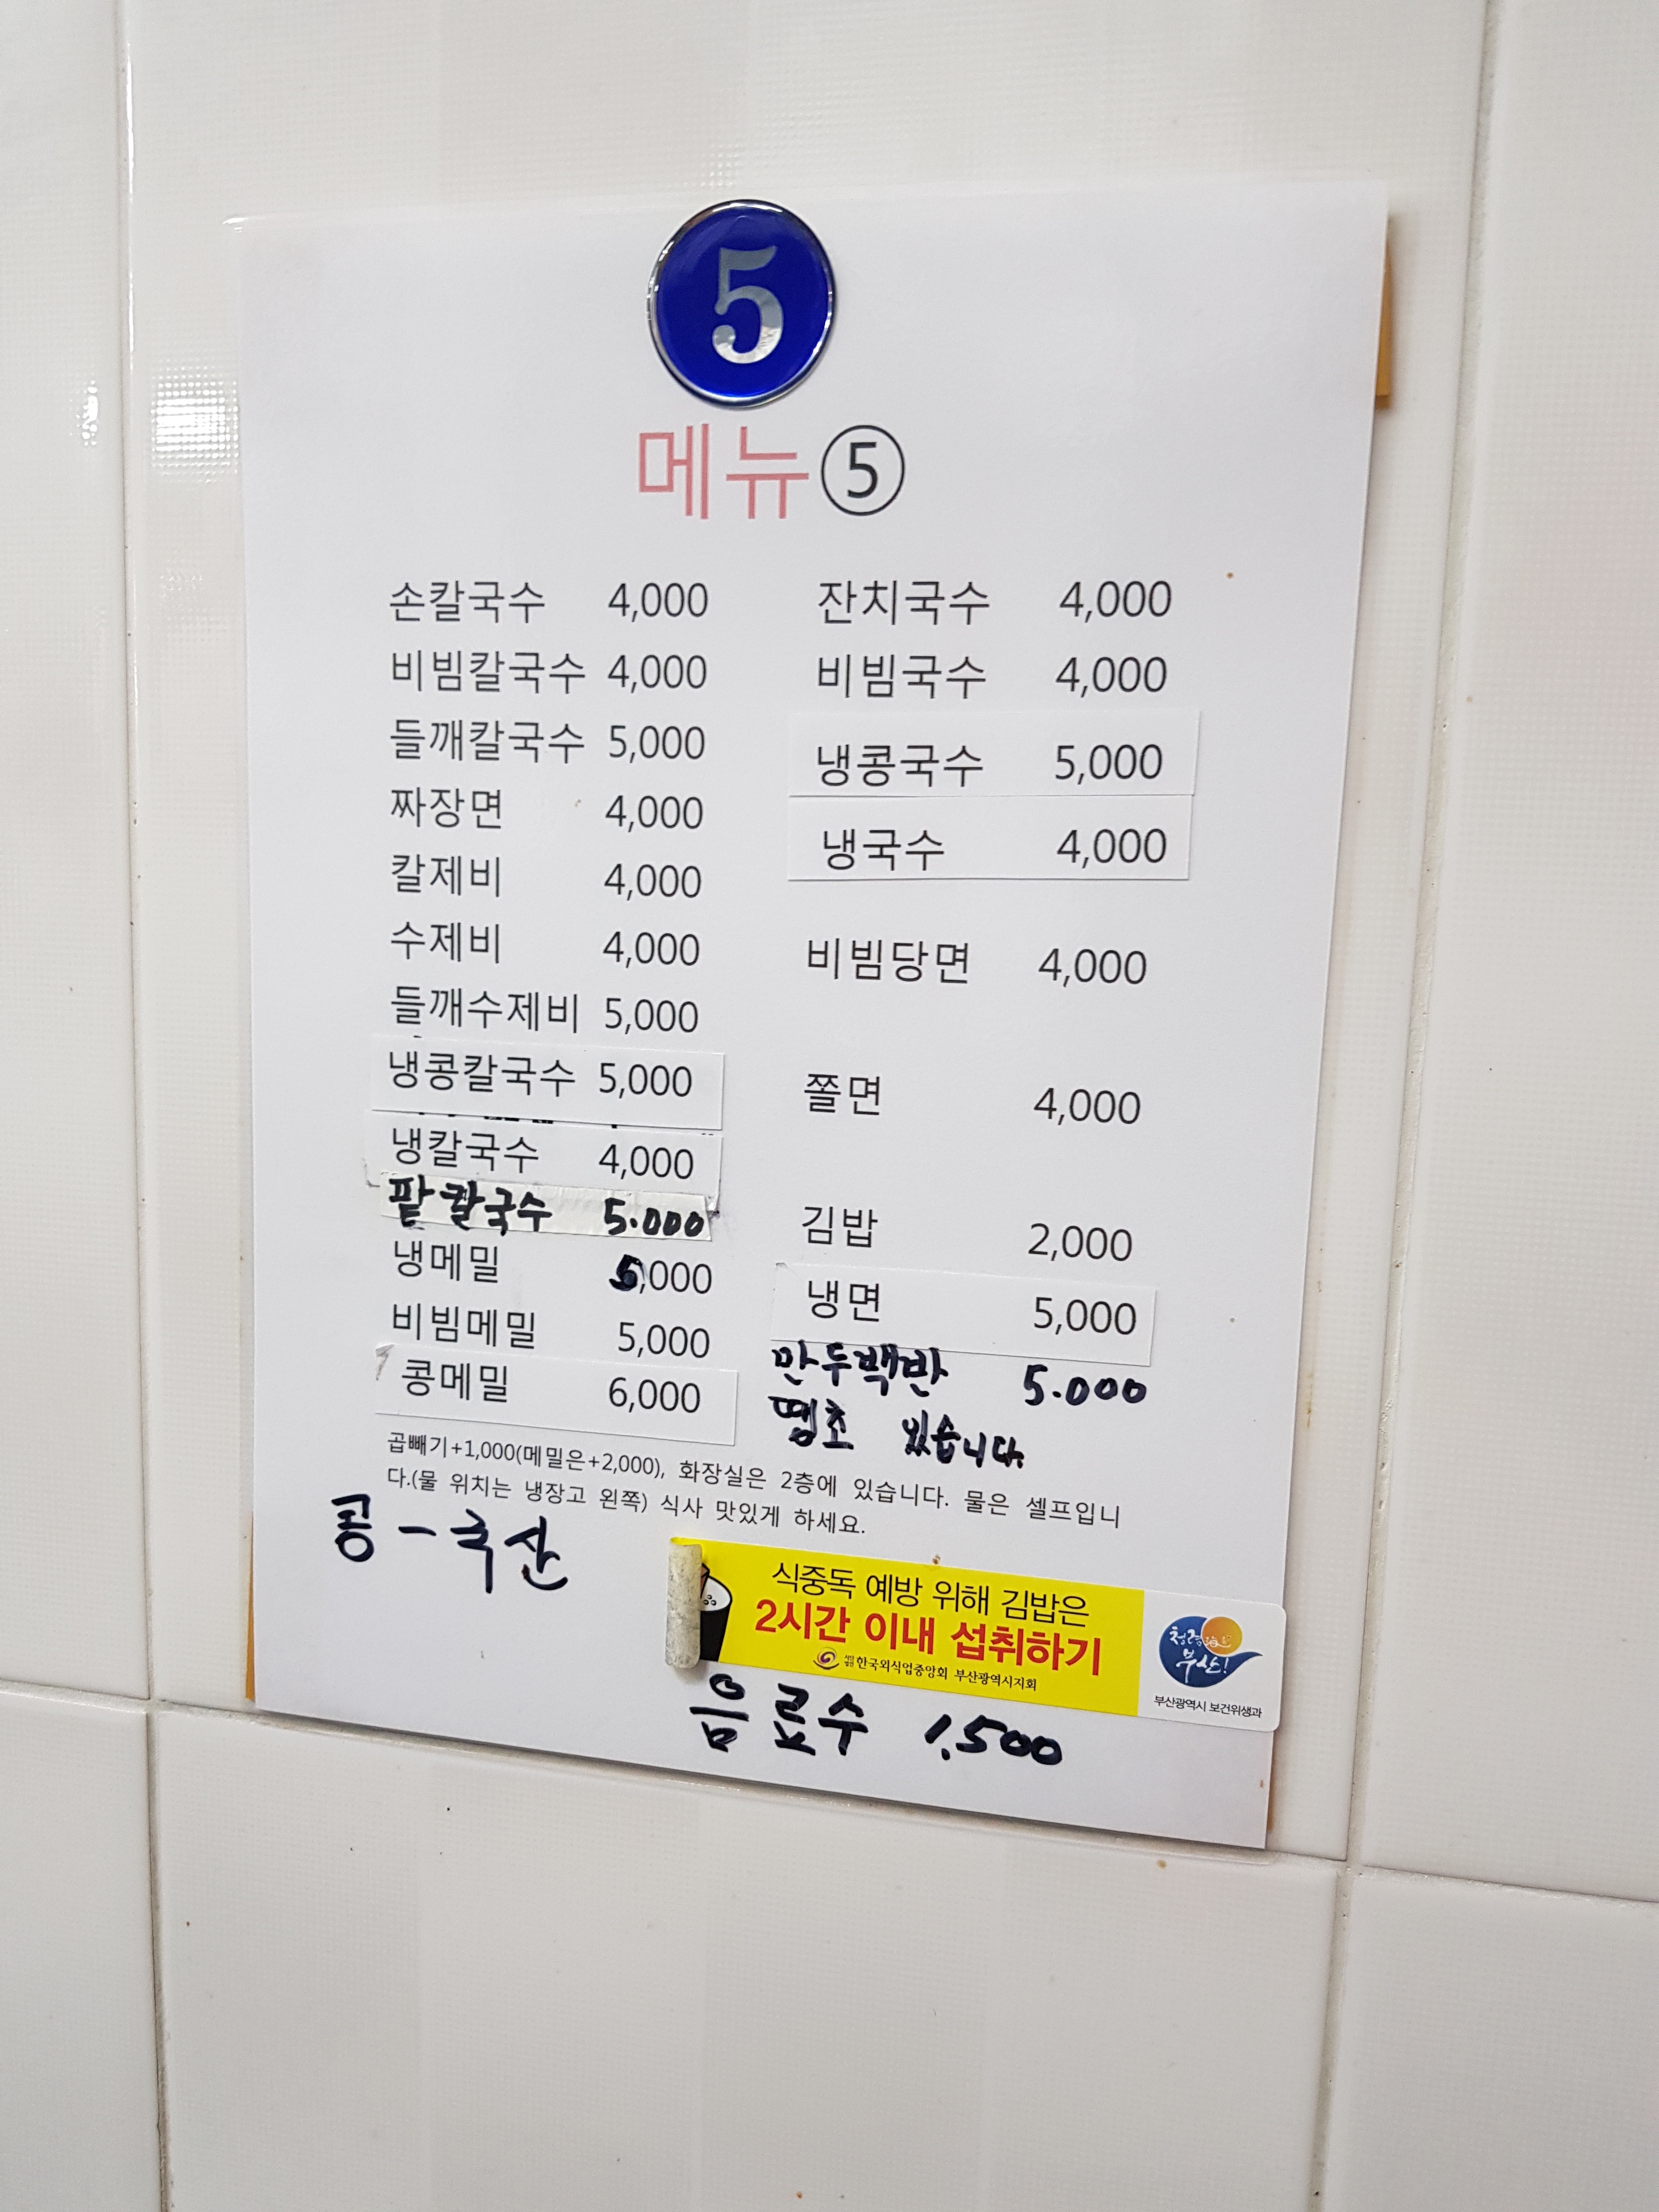 5
메뉴⑤
손칼국수 4,000
비빔칼국수 4,000
들깨칼국수 5,000
짜장면 4,000
칼제비 4,000
수제비 4,000
들깨수제비 5,000
냉콩칼국수 5,000
냉칼국수 4,000
팥칼국수 5.000
냉메밀 5,000
비빔메밀 5,000
콩메밀 6,000
잔치국수 4,000
비빔국수 4,000
냉콩국수 5,000
냉국수 4,000
비빔당면 4,000
쫄면 4,000
김밥 2,000
냉면 5,000
만두백반 5.000
땡초 있습니다.
곱빼기+1,000(메밀은+2,000), 화장실은 2층에 있습니다. 물은 셀프입니
다.(물 위치는 냉장고 왼쪽) 식사 맛있게 하세요.
콩-국산
식중독 예방 위해 김밥은
2시간 이내 섭취하기
한국외식업중앙회 부산광역시지회
부산!
부산광역시 보건위생과
음료수 1,500